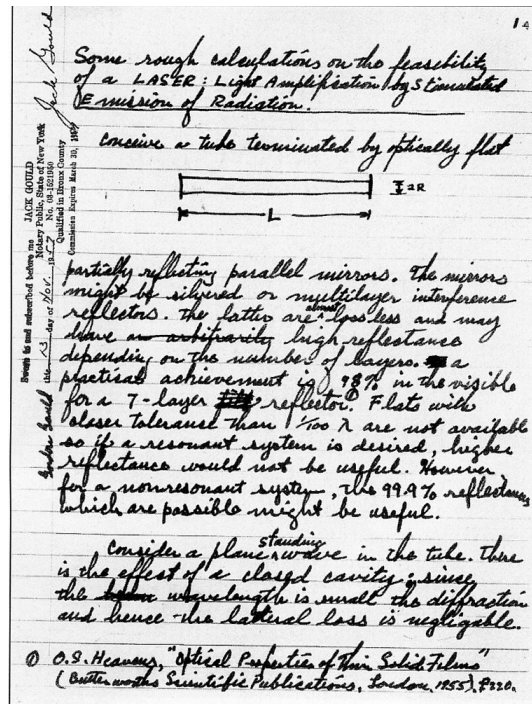 14
Some rough calculations on the feasibility
of a LASER: Light Amplification by Stimulated
Emission of Radiation.
conceive a tube terminated by optically flat
2R
L
partially reflecting parallel mirrors. The mirrors
might be silvered or multilayer interference
reflectors. The latter are almost lossless and may
have an arbitrarily high reflectance
depending on the number of layers. a
practical achievement is 98% in the visible
for a 7-layer reflector.① Flats with
closer tolerance than 1/100 λ are not available
so if a resonant system is desired, higher
reflectance would not be useful. However
for a nonresonant system, the 99.9% reflectances
which are possible might be useful.
Consider a plane standing wave in the tube. There
is the effect of a closed cavity; since
the wavelength is small the diffraction
and hence the lateral loss is negligable.
① O.S. Heavens, "Optical Properties of Thin Solid Films"
(Butterworths Scientific Publications, London, 1955). P220.
Jack Gould
Sworn to and subscribed before me
this 13 day of Nov. 1957
JACK GOULD
Notary Public, State of New York
No. 03-1521950
Qualified in Bronx County
Commission Expires March 30, 19
Gordon Gould